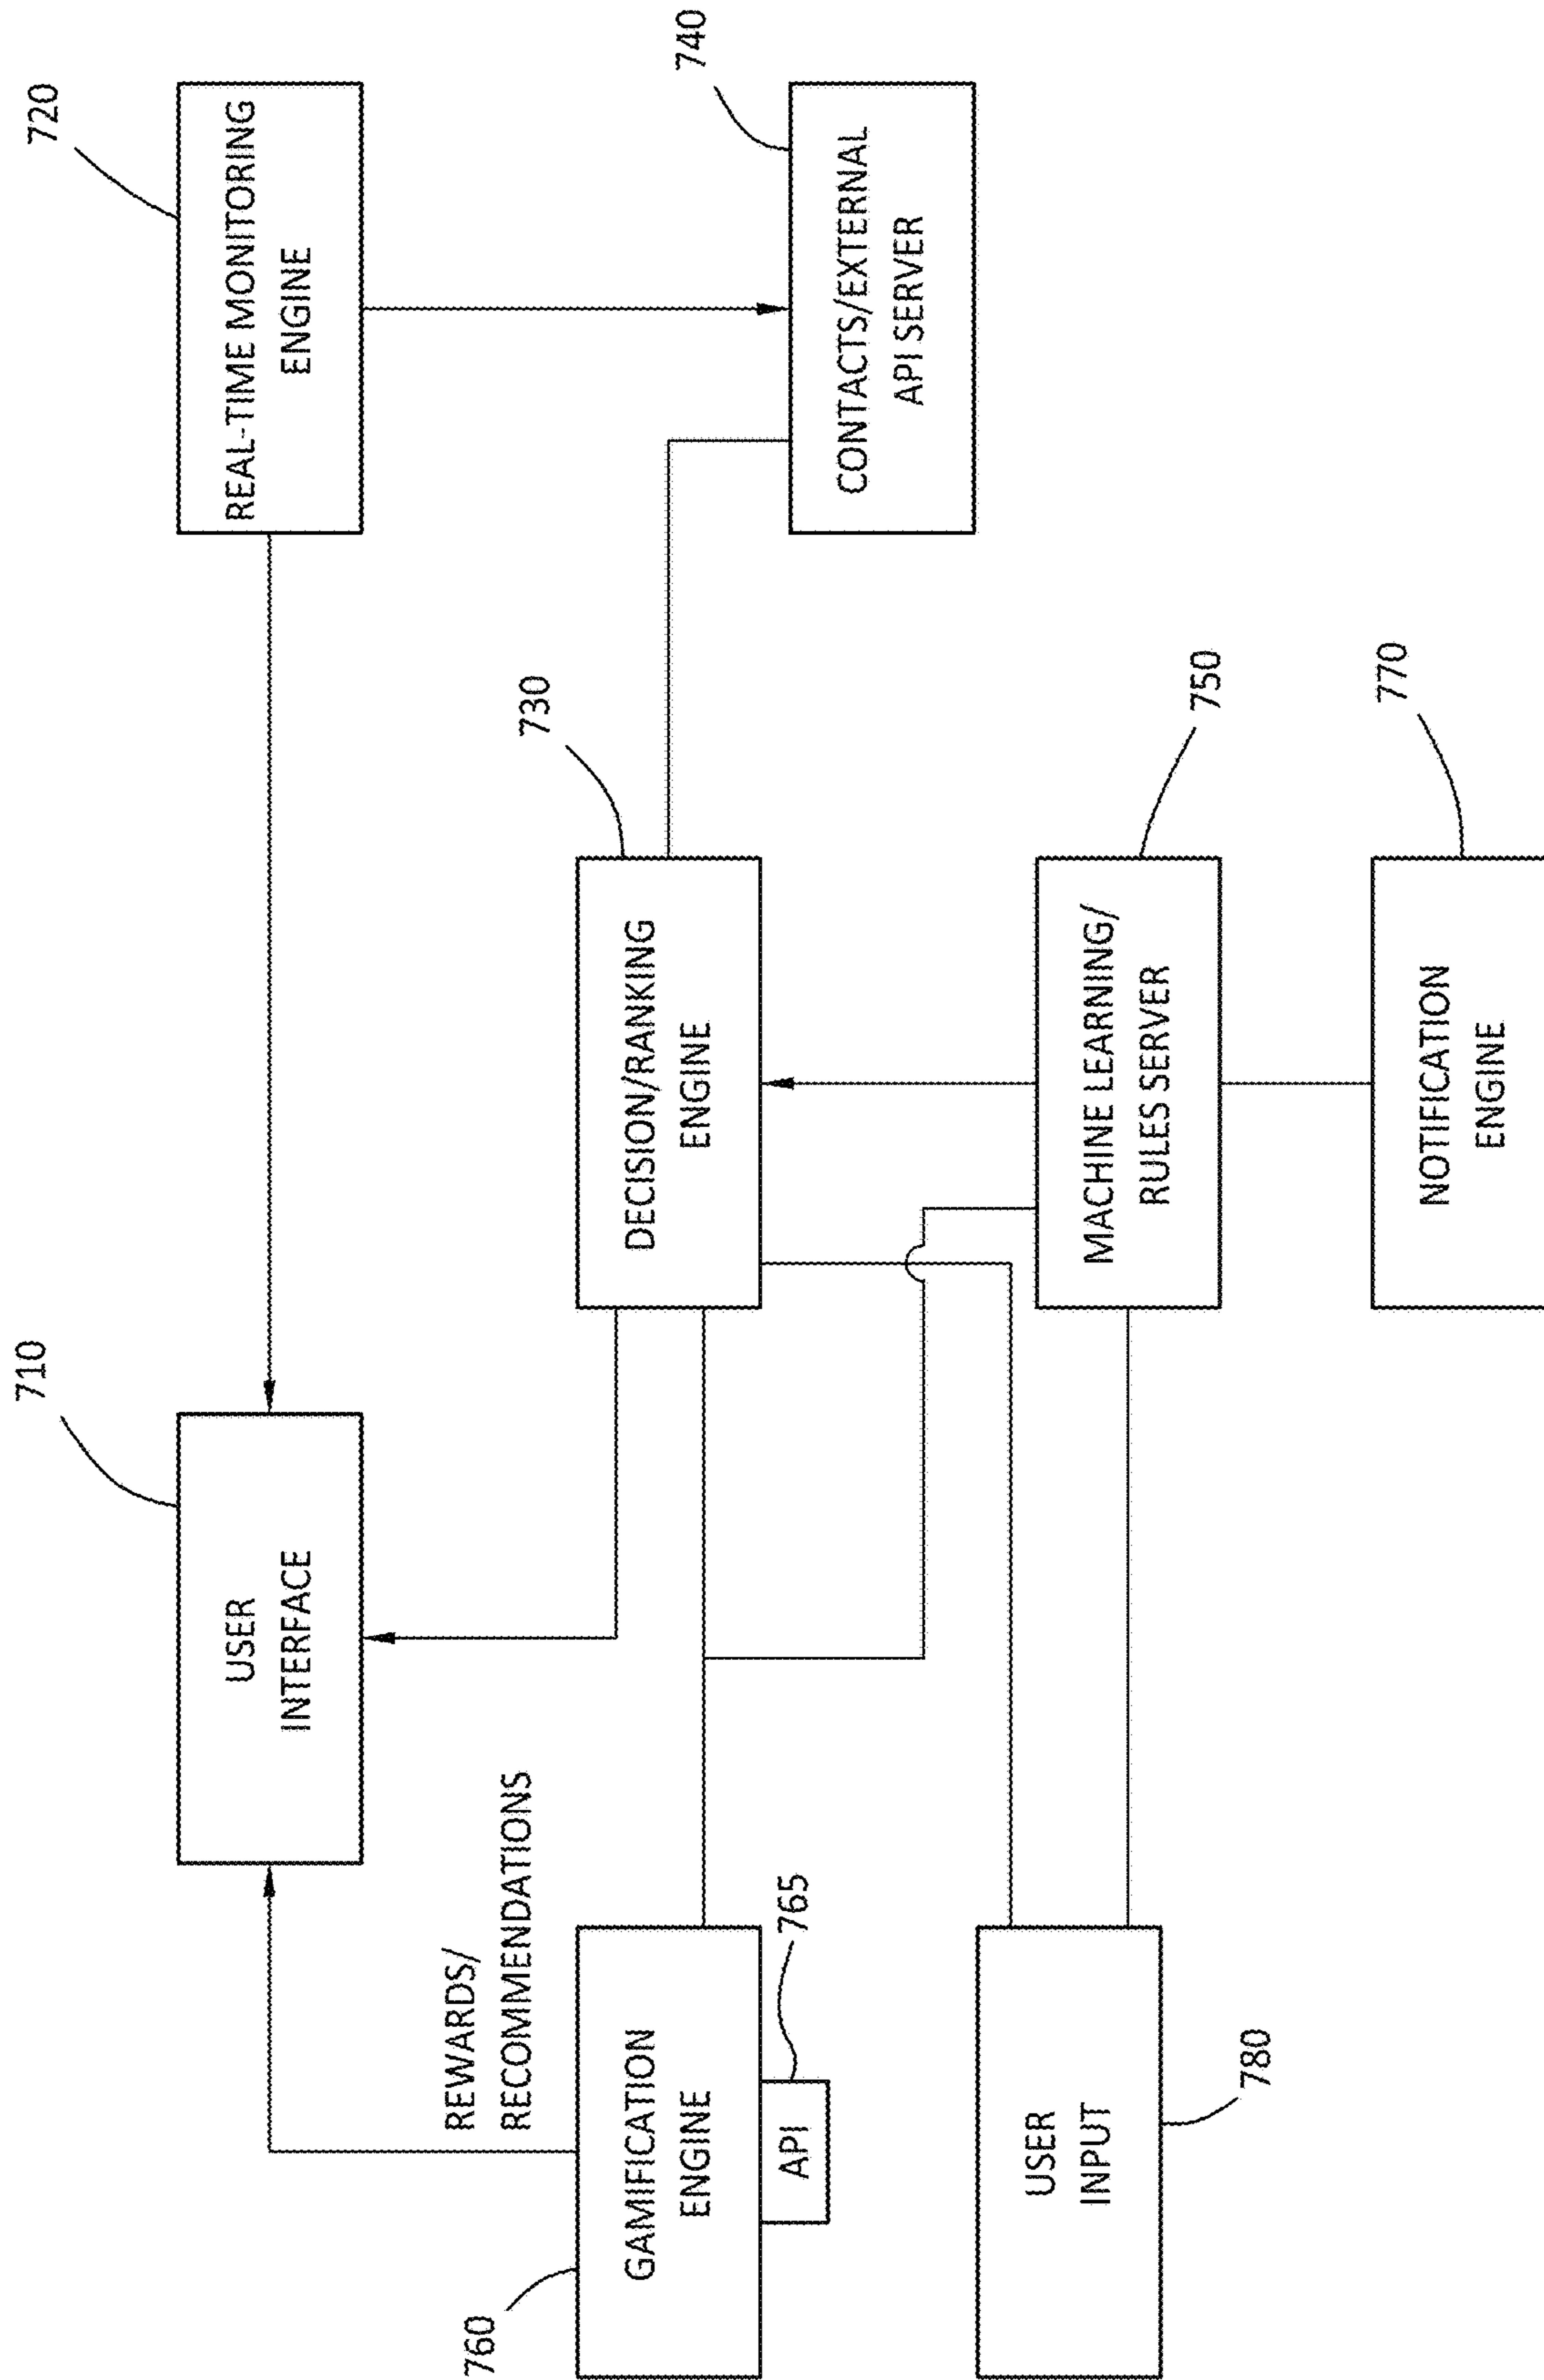 710
720
USER
INTERFACE
REAL-TIME MONITORING
ENGINE
REWARDS/
RECOMMENDATIONS
760
730
740
GAMIFICATION
ENGINE
DECISION/RANKING
ENGINE
API
765
CONTACTS/EXTERNAL
API SERVER
USER
INPUT
780
MACHINE LEARNING/
RULES SERVER
750
NOTIFICATION
ENGINE
770